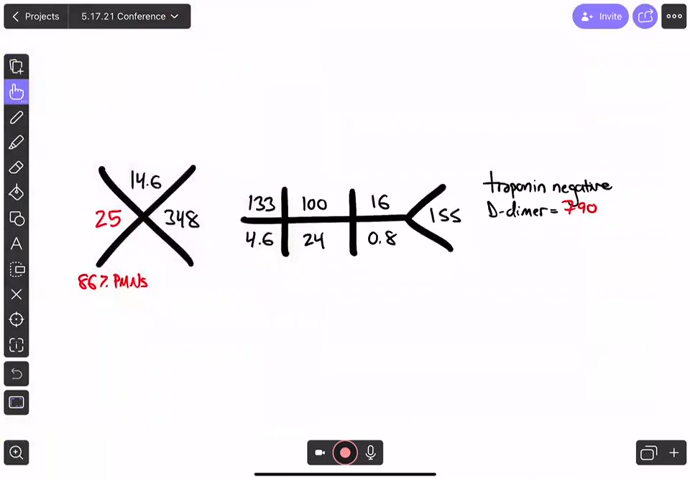 Projects
5.17.21 Conference
Invite
14.6
25
348
86% PMNs
133
100
16
155
4.6
24
0.8
troponin negative
D-dimer = 790
A